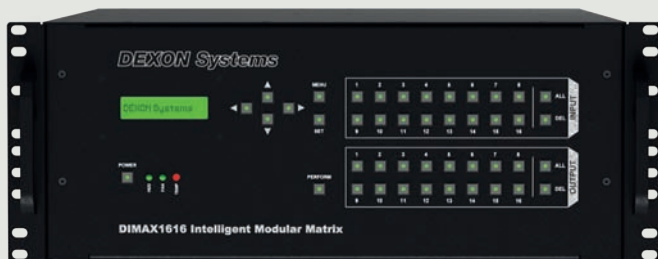 DEXON Systems
DEXON Systems
MENU
SET
POWER
FAN
TEMP
PERFORM
1 2 3 4 5 6 7 8
ALL
DEL
9 10 11 12 13 14 15 16
INPUT
1 2 3 4 5 6 7 8
ALL
DEL
9 10 11 12 13 14 15 16
OUTPUT
DIMAX1616 Intelligent Modular Matrix